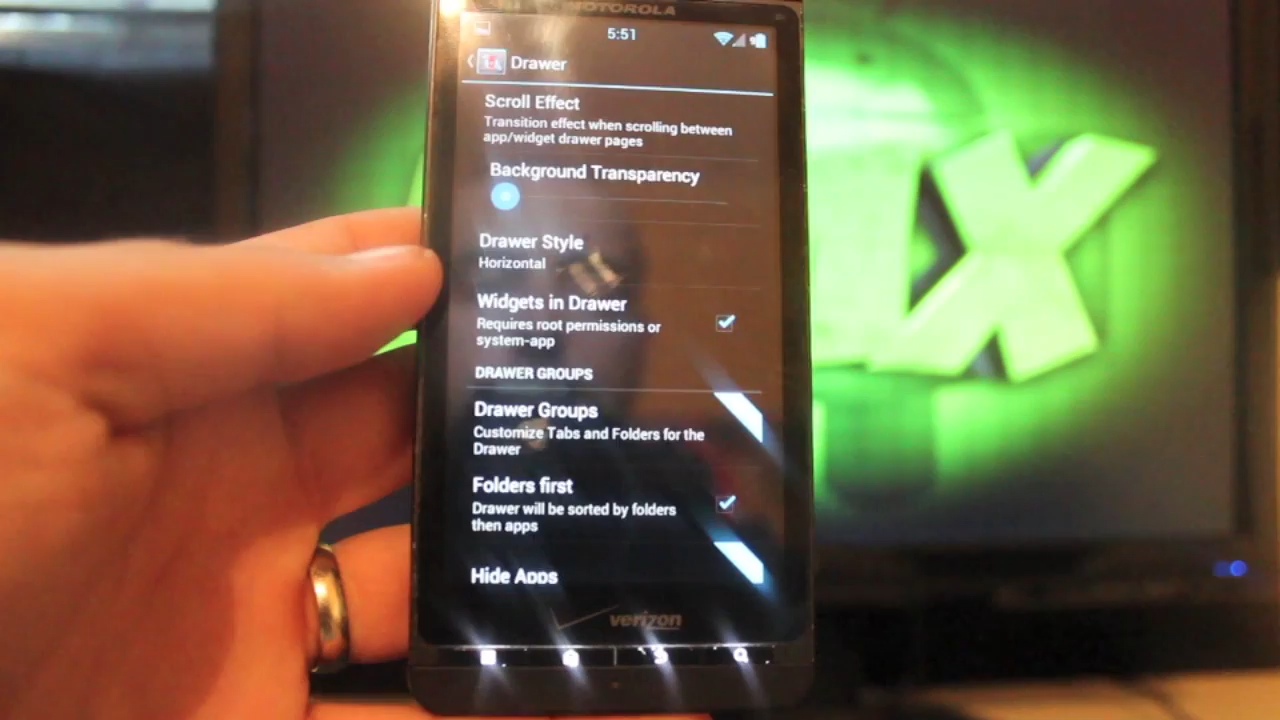 MOTOROLA
5:51
Drawer
Scroll Effect
Transition effect when scrolling between
app/widget drawer pages
Background Transparency
Drawer Style
Horizontal
Widgets in Drawer
Requires root permissions or
system-app
DRAWER GROUPS
Drawer Groups
Customize Tabs and Folders for the
Drawer
Folders first
Drawer will be sorted by folders
then apps
Hide Apps
verizon
X